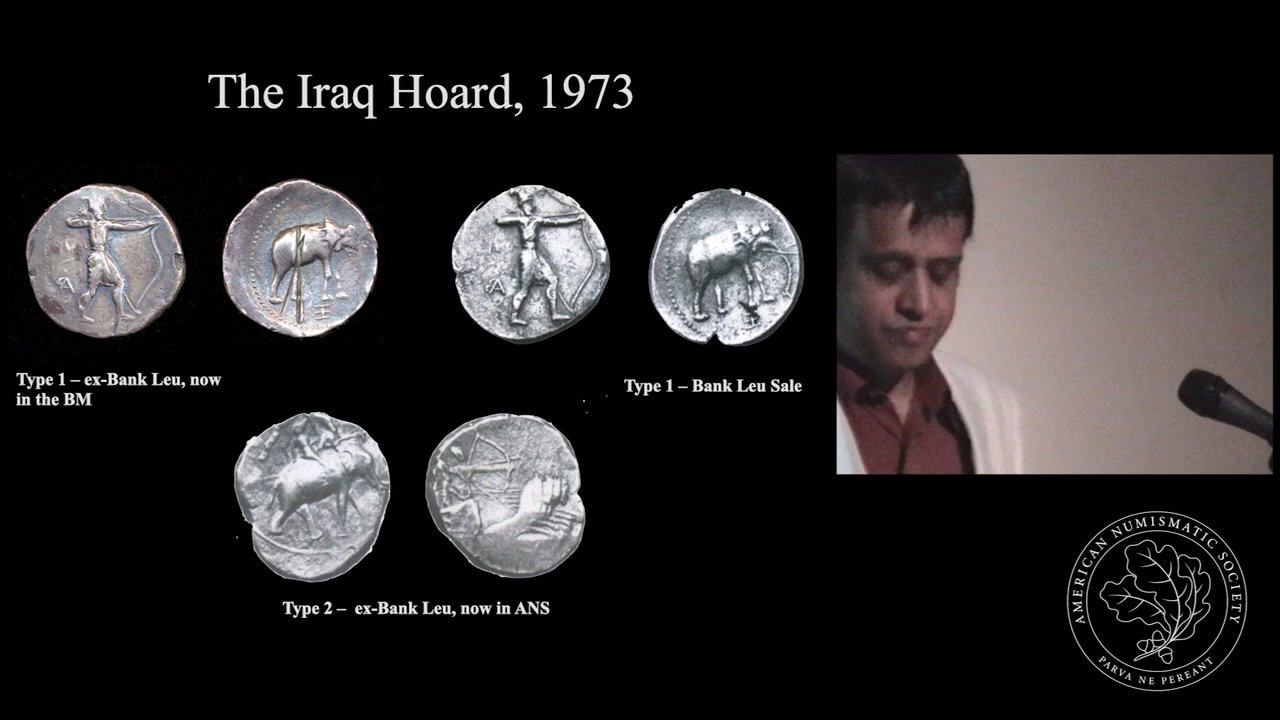 The Iraq Hoard, 1973
Type 1 – ex-Bank Leu, now
in the BM
Type 1 – Bank Leu Sale
Type 2 – ex-Bank Leu, now in ANS
AMERICAN NUMISMATIC SOCIETY
PARVA NE PEREANT